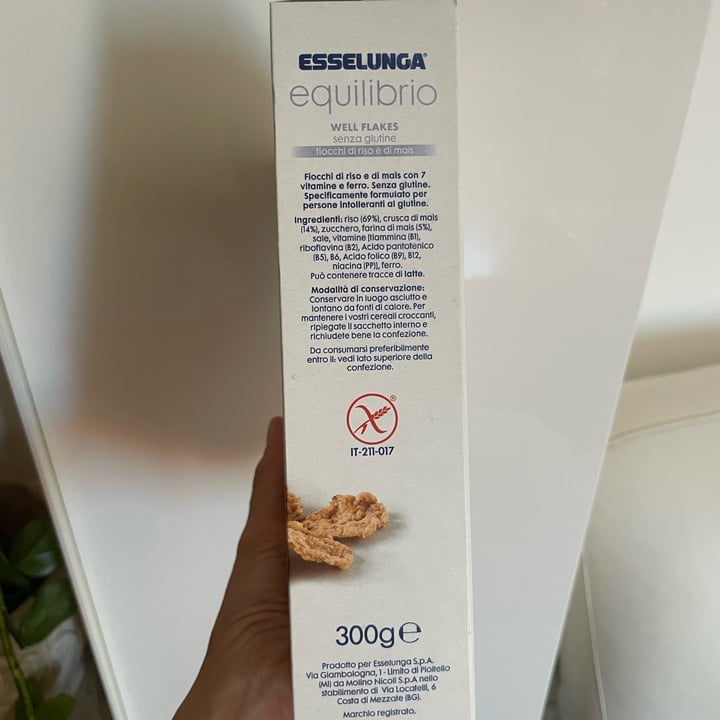 ESSELUNGA®
equilibrio
WELL FLAKES
senza glutine
fiocchi di riso e di mais
Fiocchi di riso e di mais con 7
vitamine e ferro. Senza glutine.
Specificamente formulato per
persone intolleranti al glutine.
Ingredienti: riso (69%), crusca di mais
(14%), zucchero, farina di mais (5%),
sale, vitamine [tiammina (B1),
riboflavina (B2), Acido pantotenico
(B5), B6, Acido folico (B9), B12,
niacina (PP)], ferro.
Può contenere tracce di latte.
Modalità di conservazione:
Conservare in luogo asciutto e
lontano da fonti di calore. Per
mantenere i vostri cereali croccanti,
ripiegate il sacchetto interno e
richiudete bene la confezione.
Da consumarsi preferibilmente
entro il: vedi lato superiore della
confezione.
®
IT-211-017
300g e
Prodotto per Esselunga S.p.A.
Via Giambologna, 1 - Limito di Pioltello
(MI) da Molino Nicoli S.p.A nello
stabilimento di Via Locatelli, 6
Costa di Mezzate (BG).
Marchio registrato.